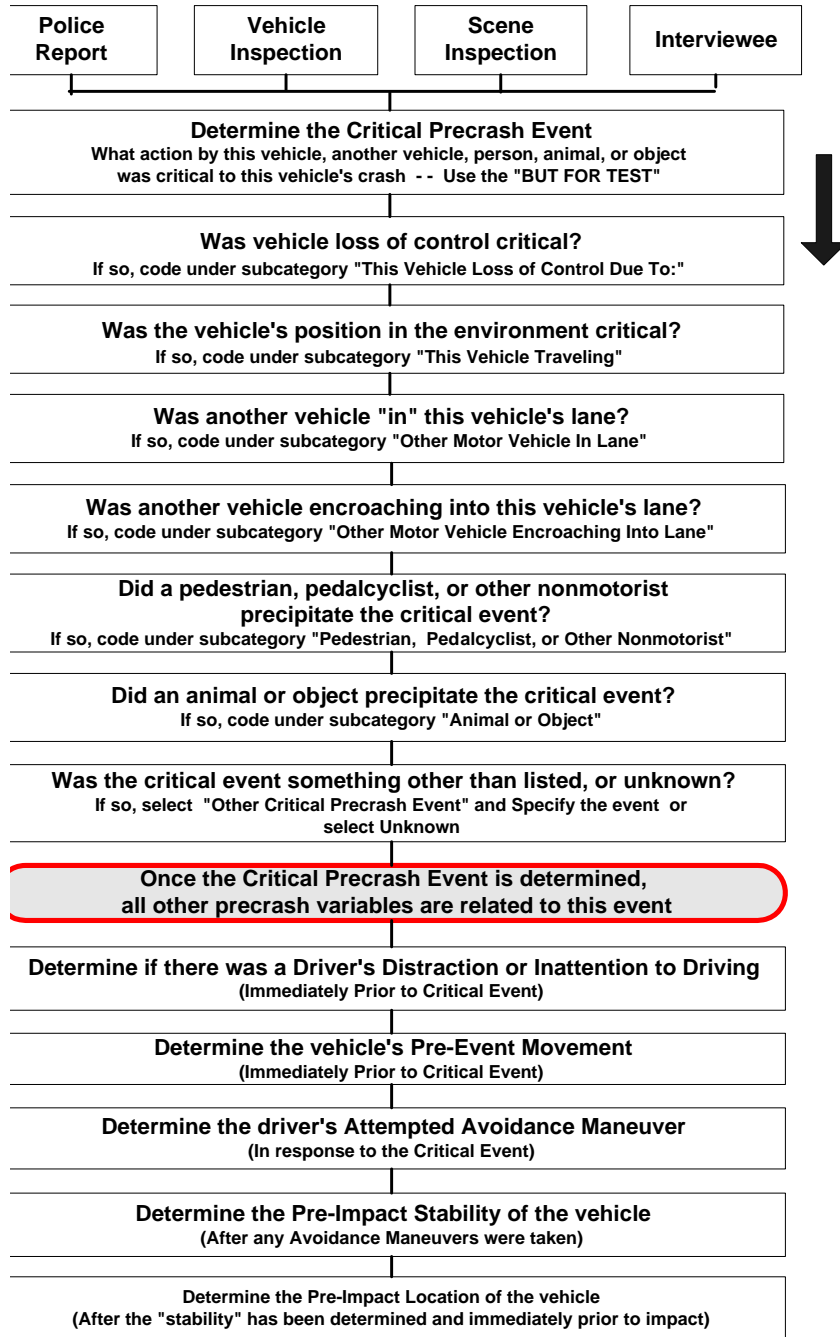 Police
Report
Vehicle
Inspection
Scene
Inspection
Interviewee
Determine the Critical Precrash Event
What action by this vehicle, another vehicle, person, animal, or object
was critical to this vehicle's crash - - Use the "BUT FOR TEST"
Was vehicle loss of control critical?
If so, code under subcategory "This Vehicle Loss of Control Due To:"
Was the vehicle's position in the environment critical?
If so, code under subcategory "This Vehicle Traveling"
Was another vehicle "in" this vehicle's lane?
If so, code under subcategory "Other Motor Vehicle In Lane"
Was another vehicle encroaching into this vehicle's lane?
If so, code under subcategory "Other Motor Vehicle Encroaching Into Lane"
Did a pedestrian, pedalcyclist, or other nonmotorist
precipitate the critical event?
If so, code under subcategory "Pedestrian, Pedalcyclist, or Other Nonmotorist"
Did an animal or object precipitate the critical event?
If so, code under subcategory "Animal or Object"
Was the critical event something other than listed, or unknown?
If so, select "Other Critical Precrash Event" and Specify the event or
select Unknown
Once the Critical Precrash Event is determined,
all other precrash variables are related to this event
Determine if there was a Driver's Distraction or Inattention to Driving
(Immediately Prior to Critical Event)
Determine the vehicle's Pre-Event Movement
(Immediately Prior to Critical Event)
Determine the driver's Attempted Avoidance Maneuver
(In response to the Critical Event)
Determine the Pre-Impact Stability of the vehicle
(After any Avoidance Maneuvers were taken)
Determine the Pre-Impact Location of the vehicle
(After the "stability" has been determined and immediately prior to impact)